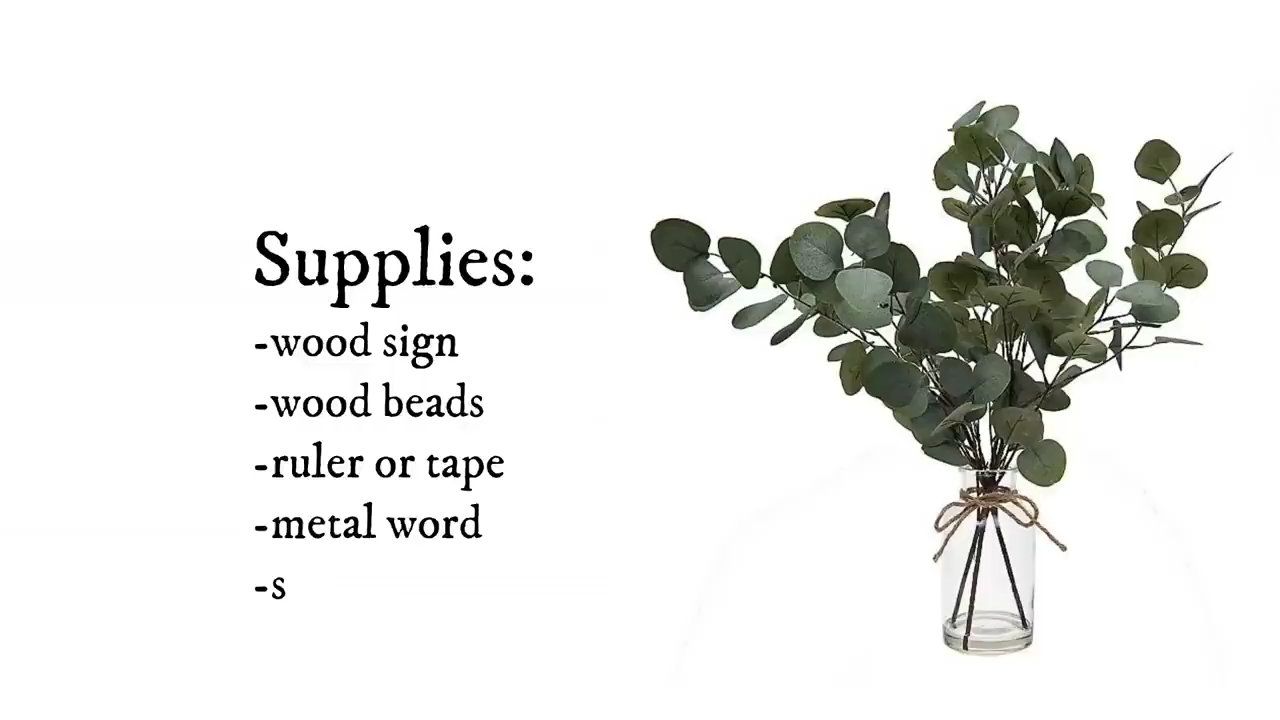 Supplies:
-wood sign
-wood beads
-ruler or tape
-metal word
-s